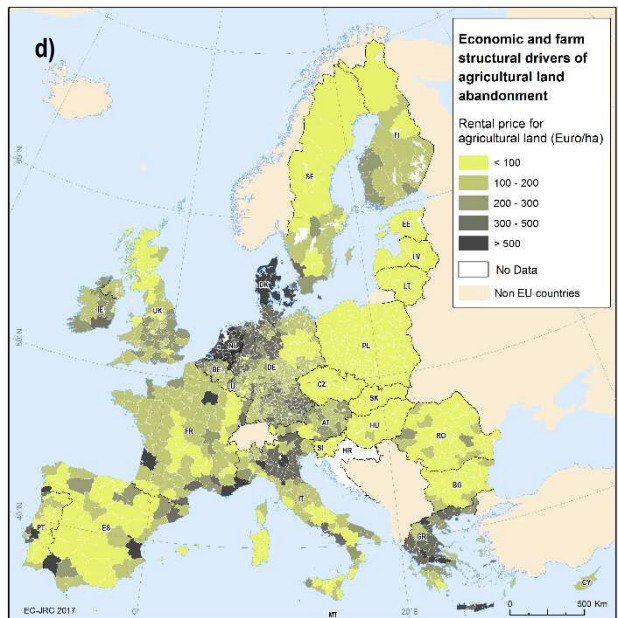 d)
Economic and farm
structural drivers of
agricultural land
abandonment
Rental price for
agricultural land (Euro/ha)
< 100
100 - 200
200 - 300
300 - 500
> 500
No Data
Non EU countries
60°N
50°N
40°N
FI
SE
EE
LV
LT
DK
IE
UK
NL
PL
BE
DE
LU
CZ
SK
FR
AT
HU
SI
HR
RO
IT
BG
PT
ES
GR
CY
MT
EC-JRC 2017
0°
20°E
0
500 Km